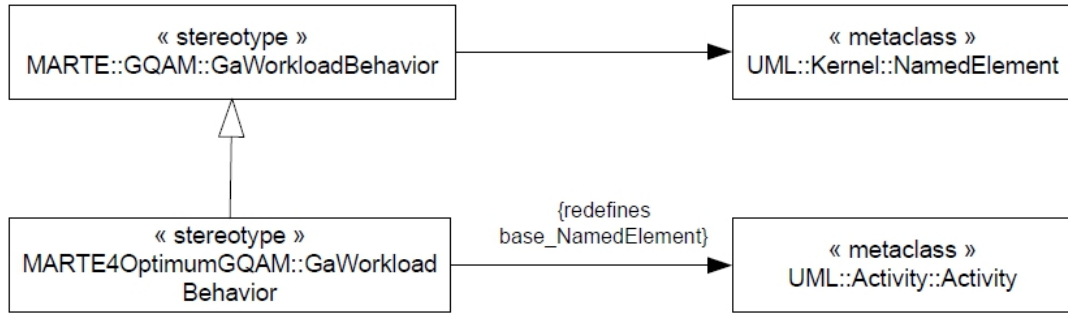 « stereotype »
MARTE::GQAM::GaWorkloadBehavior
« metaclass »
UML::Kernel::NamedElement
« stereotype »
MARTE4OptimumGQAM::GaWorkload
Behavior
{redefines
base_NamedElement}
« metaclass »
UML::Activity::Activity